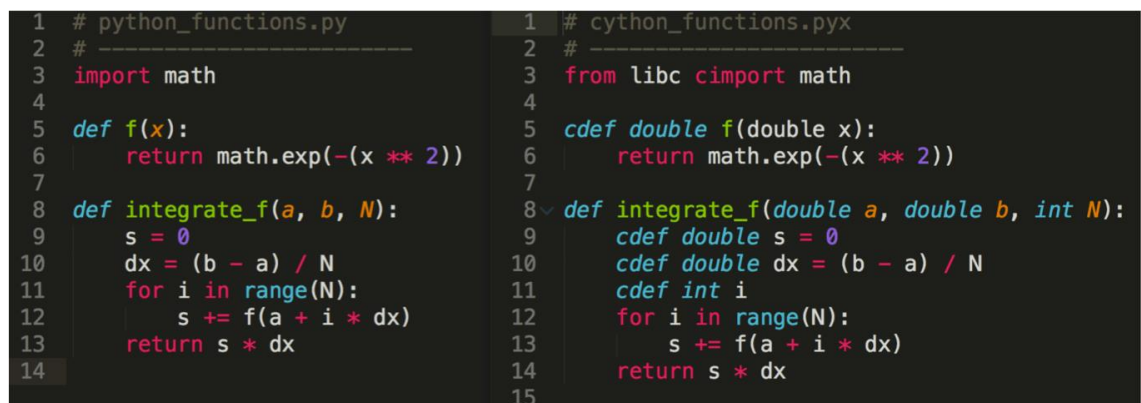 1 # python_functions.py
2 # ------------------------
3 import math
4
5 def f(x):
6     return math.exp(-(x ** 2))
7
8 def integrate_f(a, b, N):
9     s = 0
10     dx = (b - a) / N
11     for i in range(N):
12         s += f(a + i * dx)
13     return s * dx
14
1 # cython_functions.pyx
2 # ------------------------
3 from libc cimport math
4
5 cdef double f(double x):
6     return math.exp(-(x ** 2))
7
8 def integrate_f(double a, double b, int N):
9     cdef double s = 0
10     cdef double dx = (b - a) / N
11     cdef int i
12     for i in range(N):
13         s += f(a + i * dx)
14     return s * dx
15